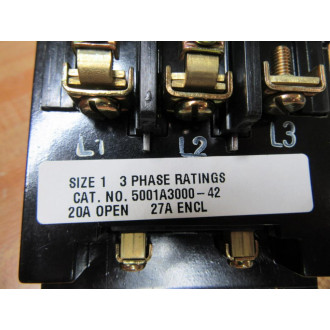 L1 L2 L3
SIZE 1 3 PHASE RATINGS
CAT. NO. 5001A3000-42
20A OPEN 27A ENCL